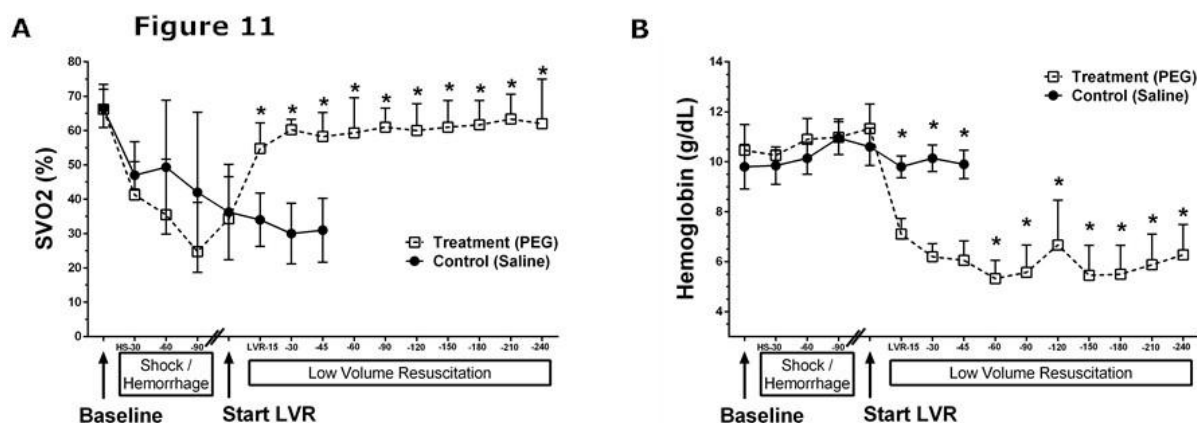 Figure 11
A
SVO2 (%)
80
70
60
50
40
30
20
10
0
* * * * * * * * * *
Treatment (PEG)
Control (Saline)
HS-30 -60 -90 LVR-15 -30 -45 -60 -90 -120 -150 -180 -210 -240
Shock /
Hemorrhage
Low Volume Resuscitation
Baseline
Start LVR
B
Hemoglobin (g/dL)
14
12
10
8
6
4
Treatment (PEG)
Control (Saline)
* * * * * * * * * *
HS-30 -60 -90 LVR-15 -30 -45 -60 -90 -120 -150 -180 -210 -240
Shock /
Hemorrhage
Low Volume Resuscitation
Baseline
Start LVR